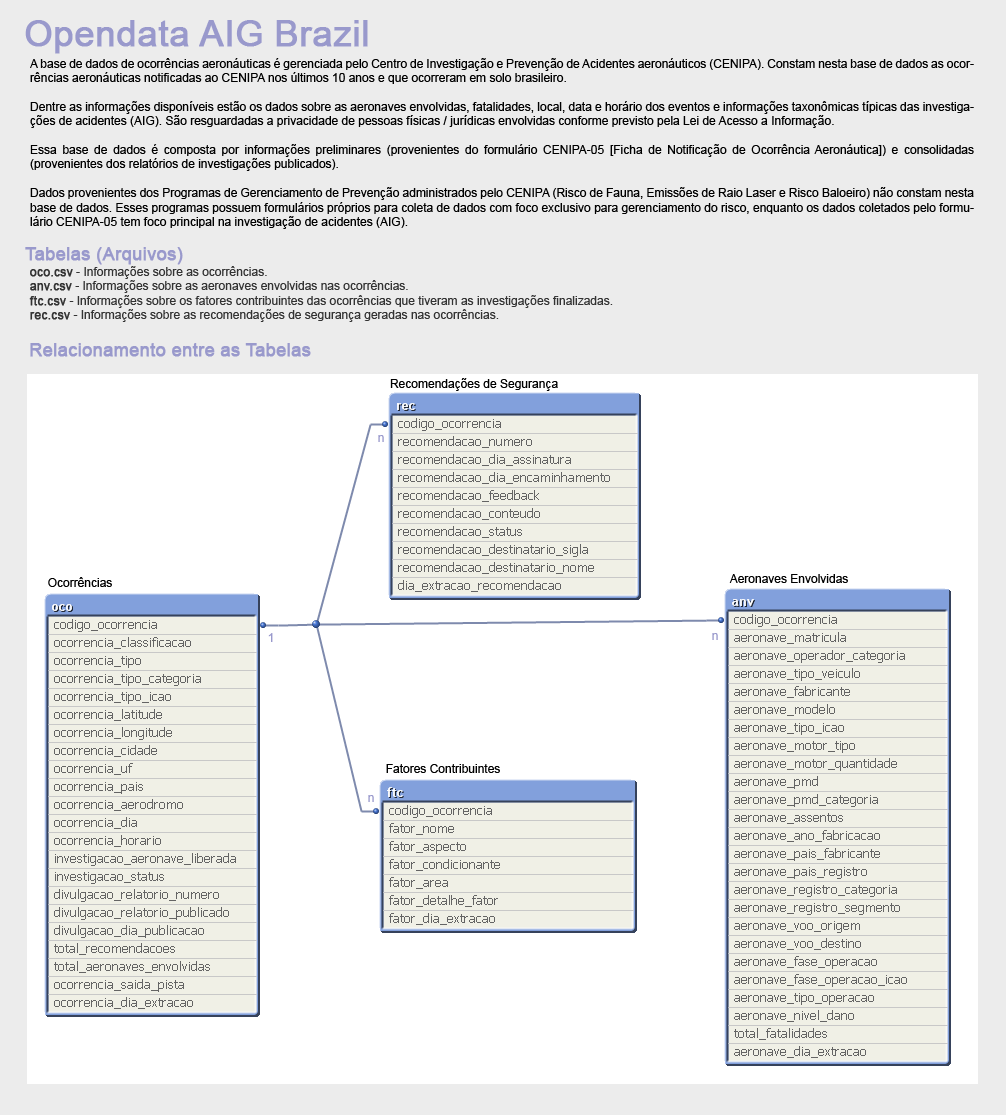 Opendata AIG Brazil
A base de dados de ocorrências aeronáuticas é gerenciada pelo Centro de Investigação e Prevenção de Acidentes aeronáuticos (CENIPA). Constam nesta base de dados as ocor-
rências aeronáuticas notificadas ao CENIPA nos últimos 10 anos e que ocorreram em solo brasileiro.
Dentre as informações disponíveis estão os dados sobre as aeronaves envolvidas, fatalidades, local, data e horário dos eventos e informações taxonômicas típicas das investiga-
ções de acidentes (AIG). São resguardadas a privacidade de pessoas físicas / jurídicas envolvidas conforme previsto pela Lei de Acesso a Informação.
Essa base de dados é composta por informações preliminares (provenientes do formulário CENIPA-05 [Ficha de Notificação de Ocorrência Aeronáutica]) e consolidadas
(provenientes dos relatórios de investigações publicados).
Dados provenientes dos Programas de Gerenciamento de Prevenção administrados pelo CENIPA (Risco de Fauna, Emissões de Raio Laser e Risco Baloeiro) não constam nesta
base de dados. Esses programas possuem formulários próprios para coleta de dados com foco exclusivo para gerenciamento do risco, enquanto os dados coletados pelo formu-
lário CENIPA-05 tem foco principal na investigação de acidentes (AIG).
Tabelas (Arquivos)
oco.csv - Informações sobre as ocorrências.
anv.csv - Informações sobre as aeronaves envolvidas nas ocorrências.
ftc.csv - Informações sobre os fatores contribuintes das ocorrências que tiveram as investigações finalizadas.
rec.csv - Informações sobre as recomendações de segurança geradas nas ocorrências.
Relacionamento entre as Tabelas
Recomendações de Segurança
rec
codigo_ocorrencia
recomendacao_numero
recomendacao_dia_assinatura
recomendacao_dia_encaminhamento
recomendacao_feedback
recomendacao_conteudo
recomendacao_status
recomendacao_destinatario_sigla
recomendacao_destinatario_nome
dia_extracao_recomendacao
n
Ocorrências
oco
codigo_ocorrencia
ocorrencia_classificacao
ocorrencia_tipo
ocorrencia_tipo_categoria
ocorrencia_tipo_icao
ocorrencia_latitude
ocorrencia_longitude
ocorrencia_cidade
ocorrencia_uf
ocorrencia_pais
ocorrencia_aerodromo
ocorrencia_dia
ocorrencia_horario
investigacao_aeronave_liberada
investigacao_status
divulgacao_relatorio_numero
divulgacao_relatorio_publicado
divulgacao_dia_publicacao
total_recomendacoes
total_aeronaves_envolvidas
ocorrencia_saida_pista
ocorrencia_dia_extracao
1
Fatores Contribuintes
n
ftc
codigo_ocorrencia
fator_nome
fator_aspecto
fator_condicionante
fator_area
fator_detalhe_fator
fator_dia_extracao
Aeronaves Envolvidas
n
anv
codigo_ocorrencia
aeronave_matricula
aeronave_operador_categoria
aeronave_tipo_veiculo
aeronave_fabricante
aeronave_modelo
aeronave_tipo_icao
aeronave_motor_tipo
aeronave_motor_quantidade
aeronave_pmd
aeronave_pmd_categoria
aeronave_assentos
aeronave_ano_fabricacao
aeronave_pais_fabricante
aeronave_pais_registro
aeronave_registro_categoria
aeronave_registro_segmento
aeronave_voo_origem
aeronave_voo_destino
aeronave_fase_operacao
aeronave_fase_operacao_icao
aeronave_tipo_operacao
aeronave_nivel_dano
total_fatalidades
aeronave_dia_extracao